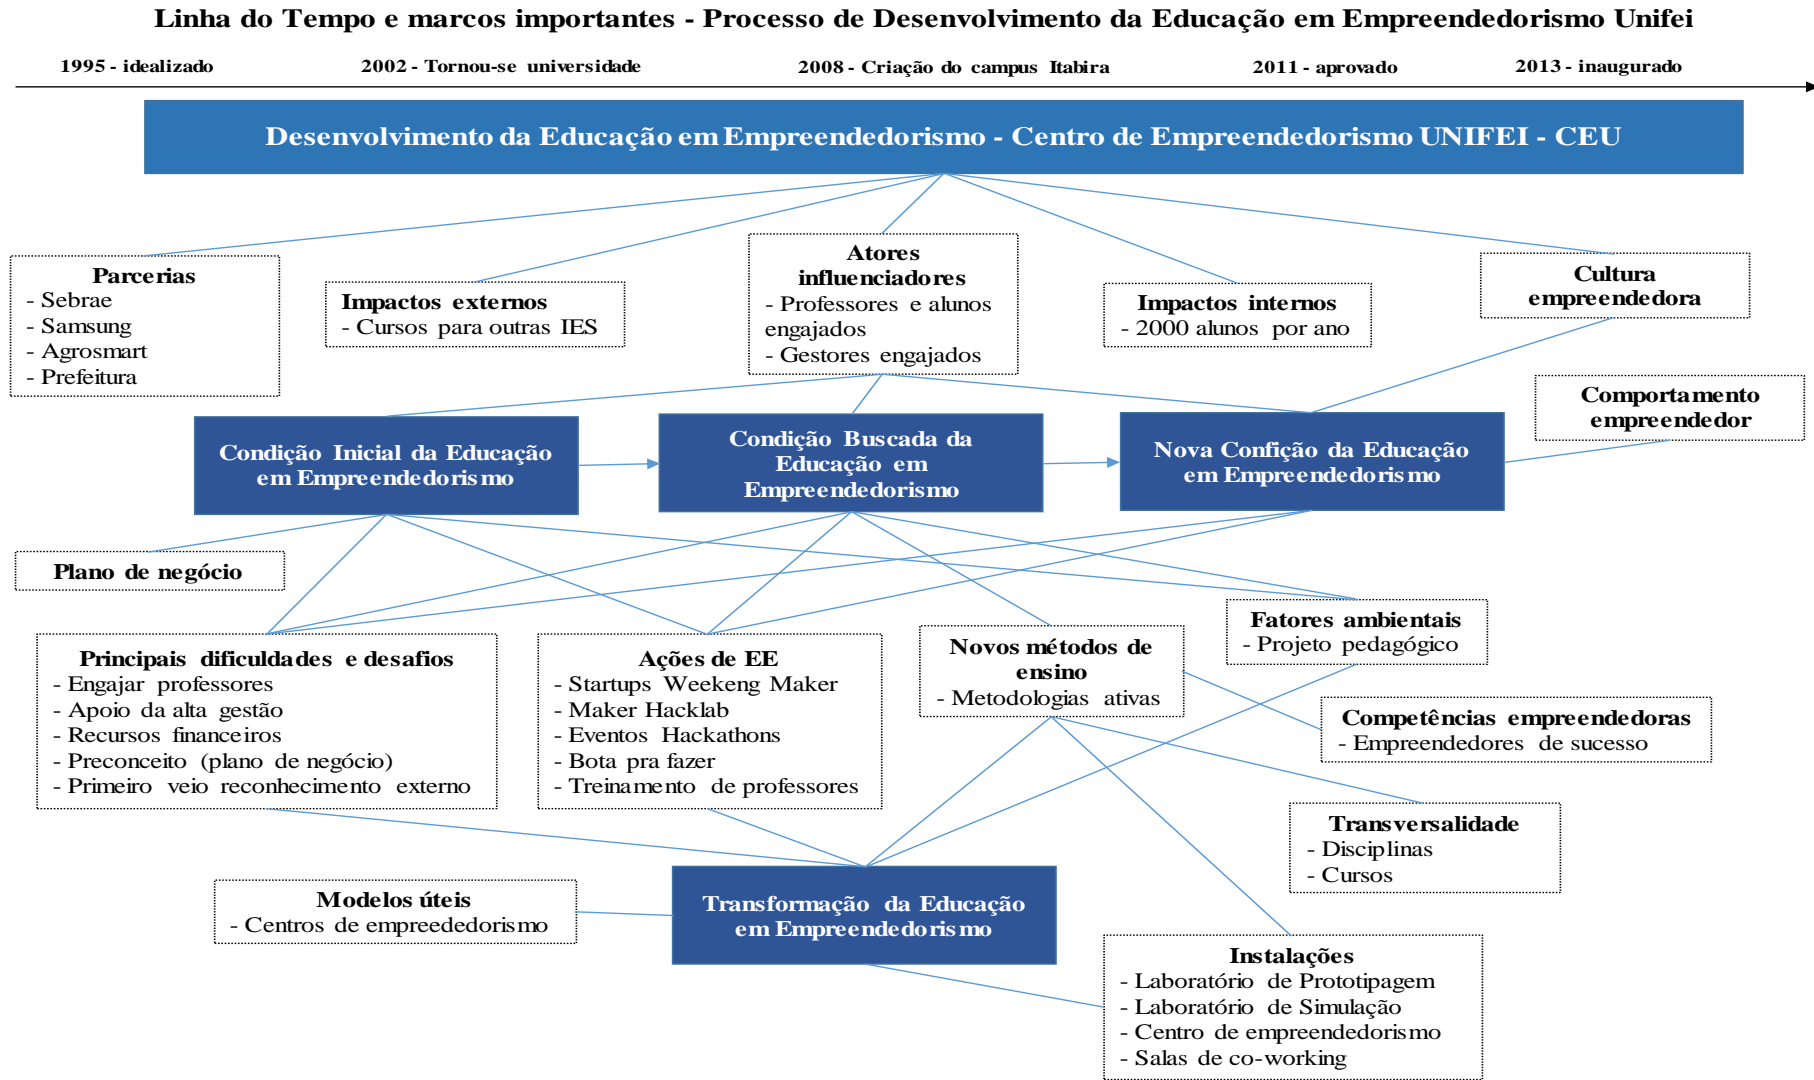 Linha do Tempo e marcos importantes - Processo de Desenvolvimento da Educação em Empreendedorismo Unifei
1995 - idealizado
2002 - Tornou-se universidade
2008 - Criação do campus Itabira
2011 - aprovado
2013 - inaugurado
Desenvolvimento da Educação em Empreendedorismo - Centro de Empreendedorismo UNIFEI - CEU
Parcerias
- Sebrae
- Samsung
- Agrosmart
- Prefeitura
Impactos externos
- Cursos para outras IES
Atores
influenciadores
- Professores e alunos
engajados
- Gestores engajados
Impactos internos
- 2000 alunos por ano
Cultura
empreendedora
Comportamento
empreendedor
Condição Inicial da Educação
em Empreendedorismo
Condição Buscada da
Educação em
Empreendedorismo
Nova Confição da Educação
em Empreendedorismo
Plano de negócio
Principais dificuldades e desafios
- Engajar professores
- Apoio da alta gestão
- Recursos financeiros
- Preconceito (plano de negócio)
- Primeiro veio reconhecimento externo
Ações de EE
- Startups Weekeng Maker
- Maker Hacklab
- Eventos Hackathons
- Bota pra fazer
- Treinamento de professores
Novos métodos de
ensino
- Metodologias ativas
Fatores ambientais
- Projeto pedagógico
Competências empreendedoras
- Empreendedores de sucesso
Transversalidade
- Disciplinas
- Cursos
Modelos úteis
- Centros de empreededorismo
Transformação da Educação
em Empreendedorismo
Instalações
- Laboratório de Prototipagem
- Laboratório de Simulação
- Centro de empreendedorismo
- Salas de co-working